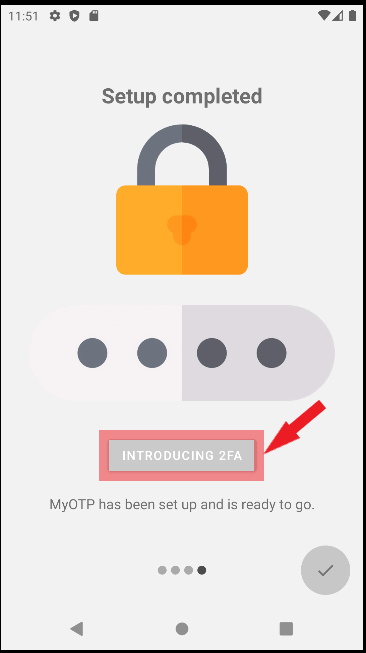 11:51
Setup completed
INTRODUCING 2FA
MyOTP has been set up and is ready to go.